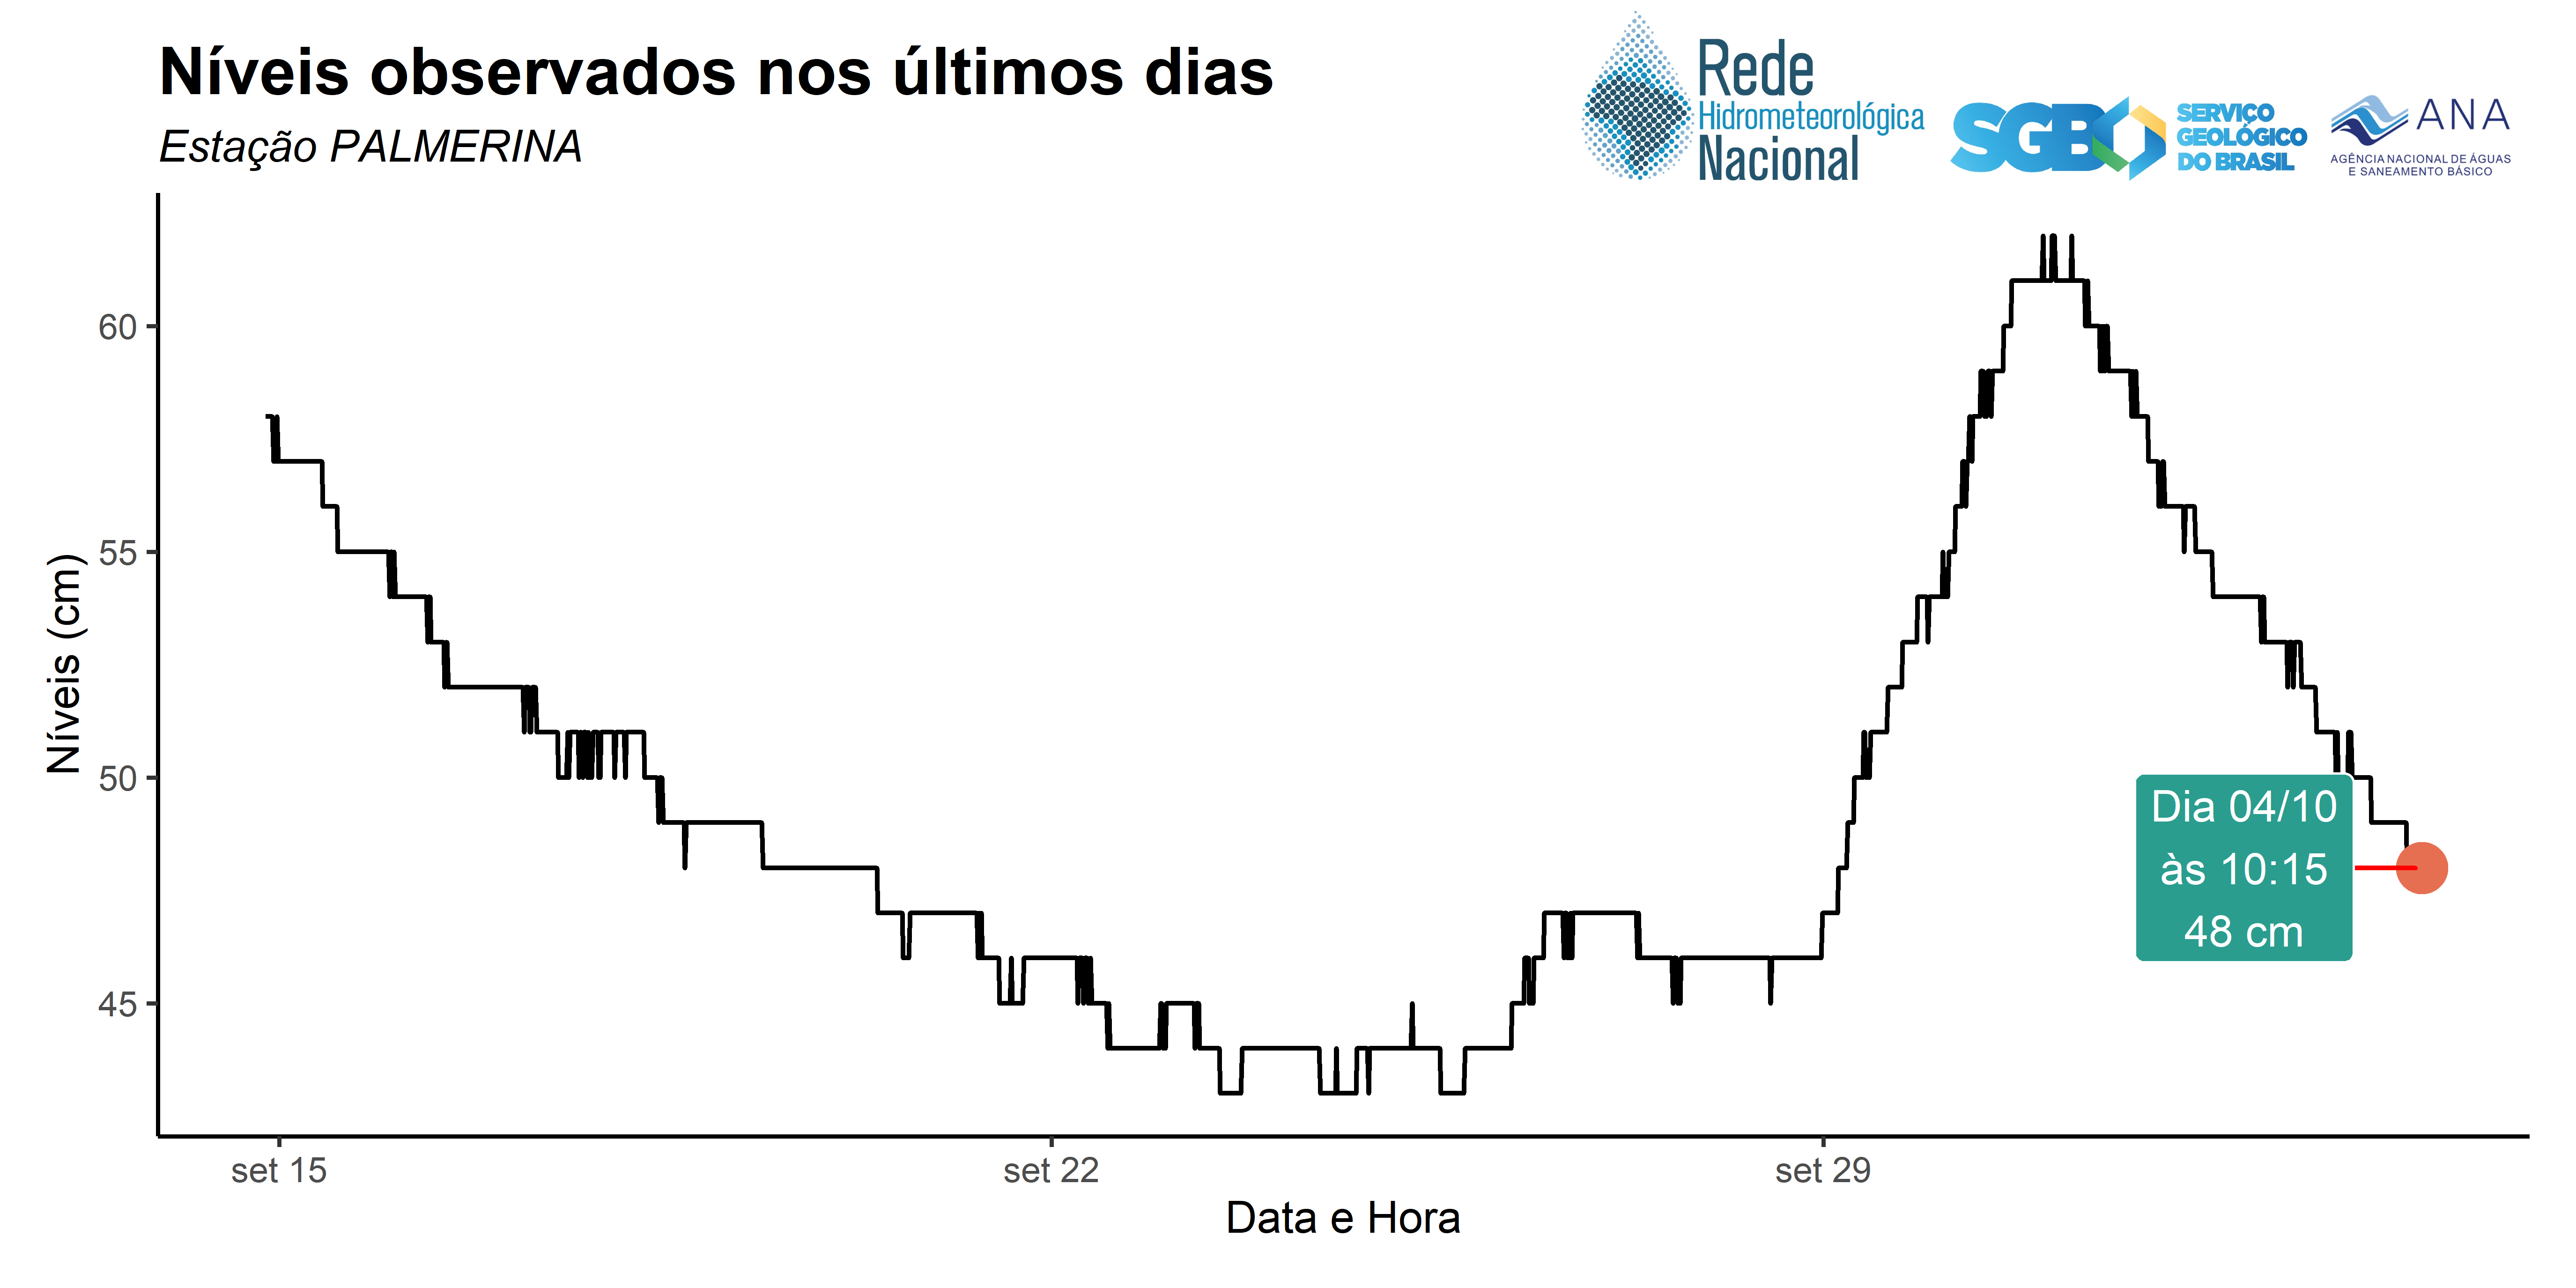 Níveis observados nos últimos dias
Estação PALMERINA
Rede
Hidrometeorológica
Nacional
SGB
SERVIÇO
GEOLÓGICO
DO BRASIL
ANA
AGÊNCIA NACIONAL DE ÁGUAS
E SANEAMENTO BÁSICO
Níveis (cm)
60
55
50
45
Dia 04/10
às 10:15
48 cm
set 15
set 22
set 29
Data e Hora